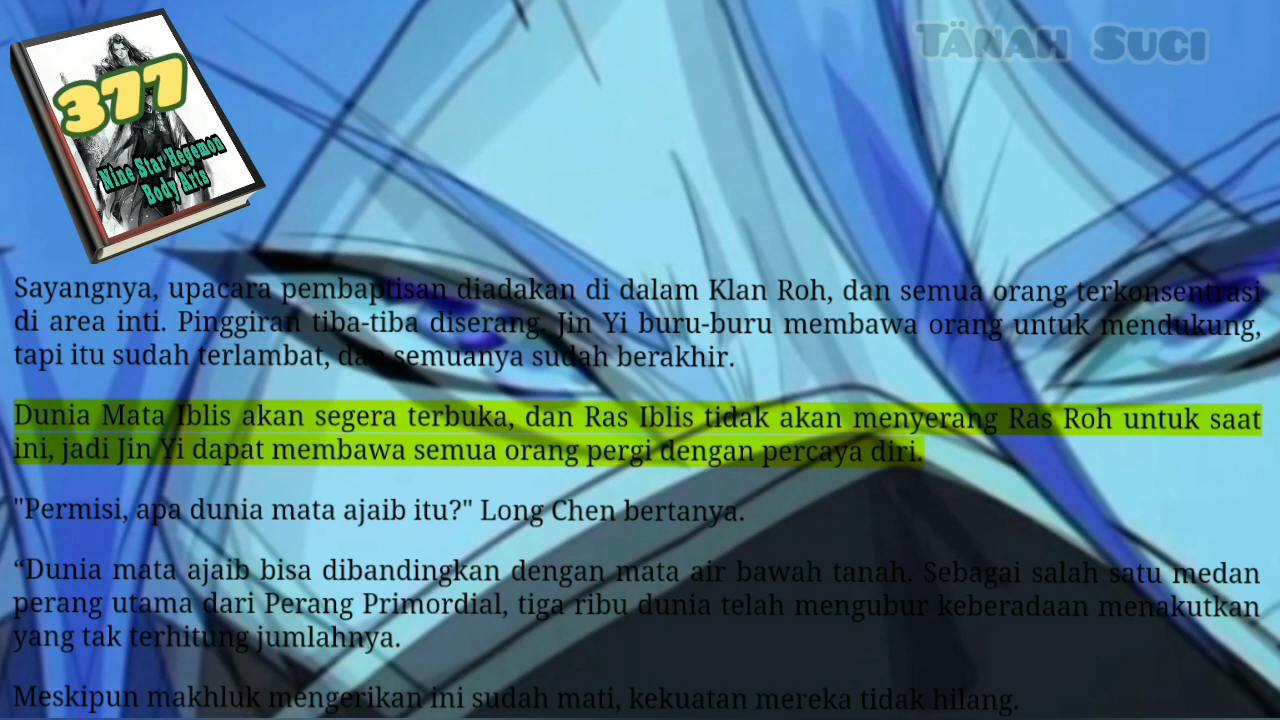 TÄNAH SUCI
377
Nine Star Hegemon
Body Arts
Sayangnya, upacara pembaptisan diadakan di dalam Klan Roh, dan semua orang terkonsentrasi
di area inti. Pinggiran tiba-tiba diserang, Jin Yi buru-buru membawa orang untuk mendukung,
tapi itu sudah terlambat, dan semuanya sudah berakhir.
Dunia Mata Iblis akan segera terbuka, dan Ras Iblis tidak akan menyerang Ras Roh untuk saat
ini, jadi Jin Yi dapat membawa semua orang pergi dengan percaya diri.
"Permisi, apa dunia mata ajaib itu?" Long Chen bertanya.
“Dunia mata ajaib bisa dibandingkan dengan mata air bawah tanah. Sebagai salah satu medan
perang utama dari Perang Primordial, tiga ribu dunia telah mengubur keberadaan menakutkan
yang tak terhitung jumlahnya.
Meskipun makhluk mengerikan ini sudah mati, kekuatan mereka tidak hilang.